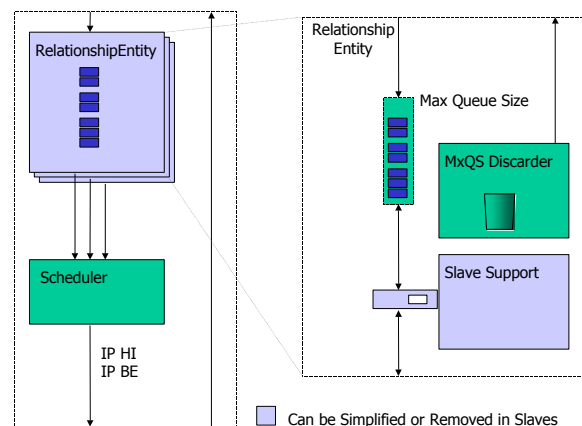 RelationshipEntity
Scheduler
IP HI
IP BE
Relationship
Entity
Max Queue Size
MxQS Discarder
Slave Support
Can be Simplified or Removed in Slaves